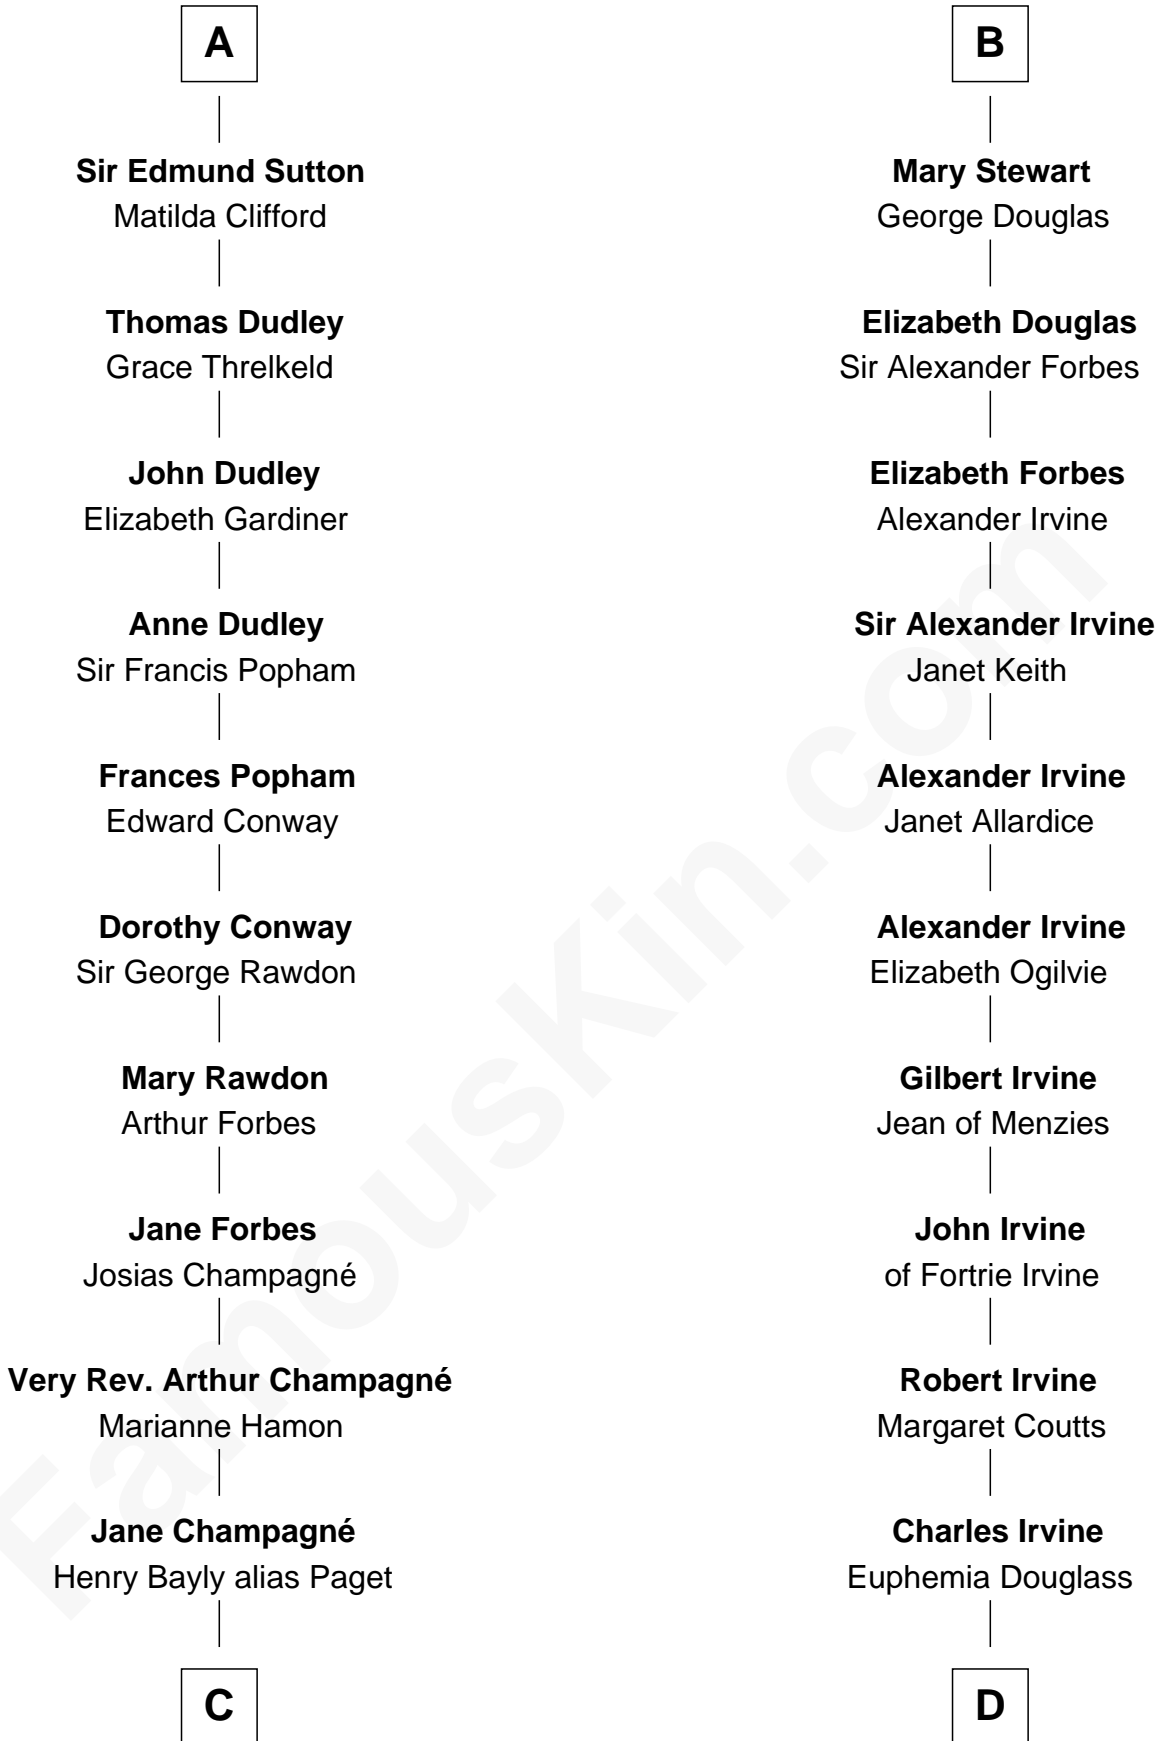 A
Sir Edmund Sutton
Matilda Clifford
Thomas Dudley
Grace Threlkeld
John Dudley
Elizabeth Gardiner
Anne Dudley
Sir Francis Popham
Frances Popham
Edward Conway
Dorothy Conway
Sir George Rawdon
Mary Rawdon
Arthur Forbes
Jane Forbes
Josias Champagné
Very Rev. Arthur Champagné
Marianne Hamon
Jane Champagné
Henry Bayly alias Paget
C
B
Mary Stewart
George Douglas
Elizabeth Douglas
Sir Alexander Forbes
Elizabeth Forbes
Alexander Irvine
Sir Alexander Irvine
Janet Keith
Alexander Irvine
Janet Allardice
Alexander Irvine
Elizabeth Ogilvie
Gilbert Irvine
Jean of Menzies
John Irvine
of Fortrie Irvine
Robert Irvine
Margaret Coutts
Charles Irvine
Euphemia Douglass
D
FamousKin.com